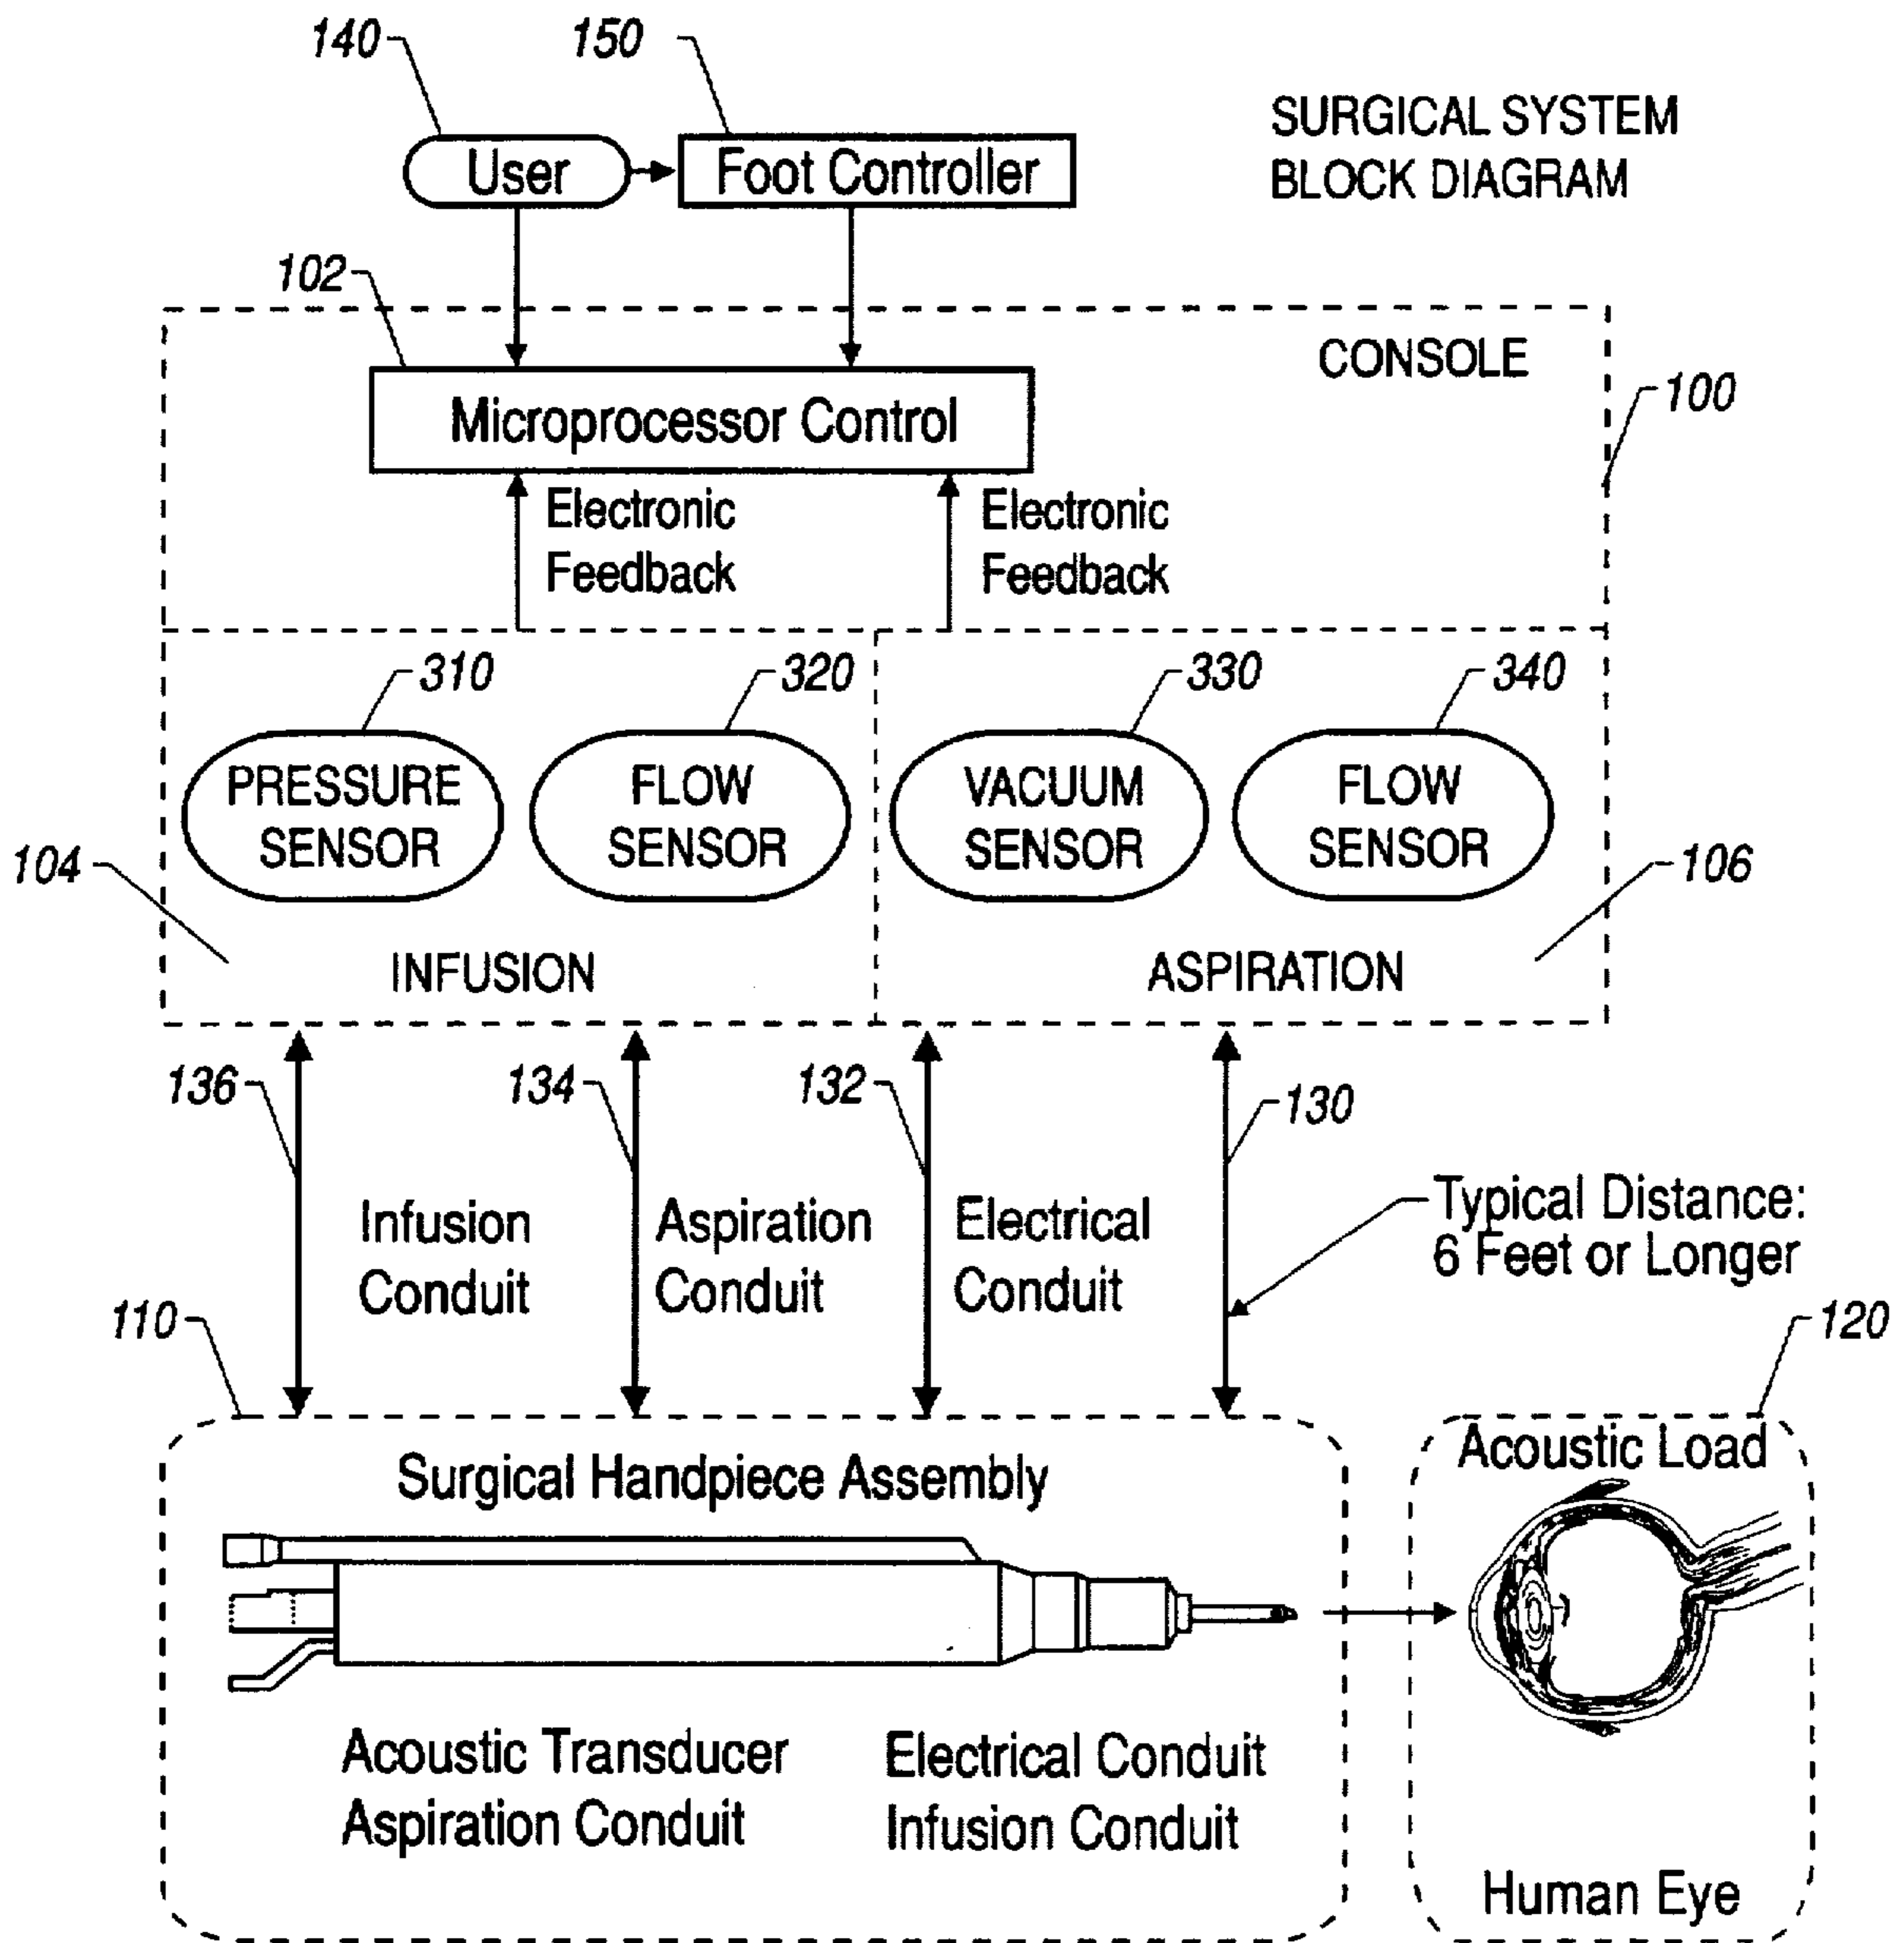 140
150
SURGICAL SYSTEM
BLOCK DIAGRAM
User
Foot Controller
102
CONSOLE
100
Microprocessor Control
Electronic
Feedback
Electronic
Feedback
310
320
330
340
PRESSURE
SENSOR
FLOW
SENSOR
VACUUM
SENSOR
FLOW
SENSOR
104
106
INFUSION
ASPIRATION
136
134
132
130
Infusion
Conduit
Aspiration
Conduit
Electrical
Conduit
Typical Distance:
6 Feet or Longer
110
120
Surgical Handpiece Assembly
Acoustic Load
Acoustic Transducer
Aspiration Conduit
Electrical Conduit
Infusion Conduit
Human Eye